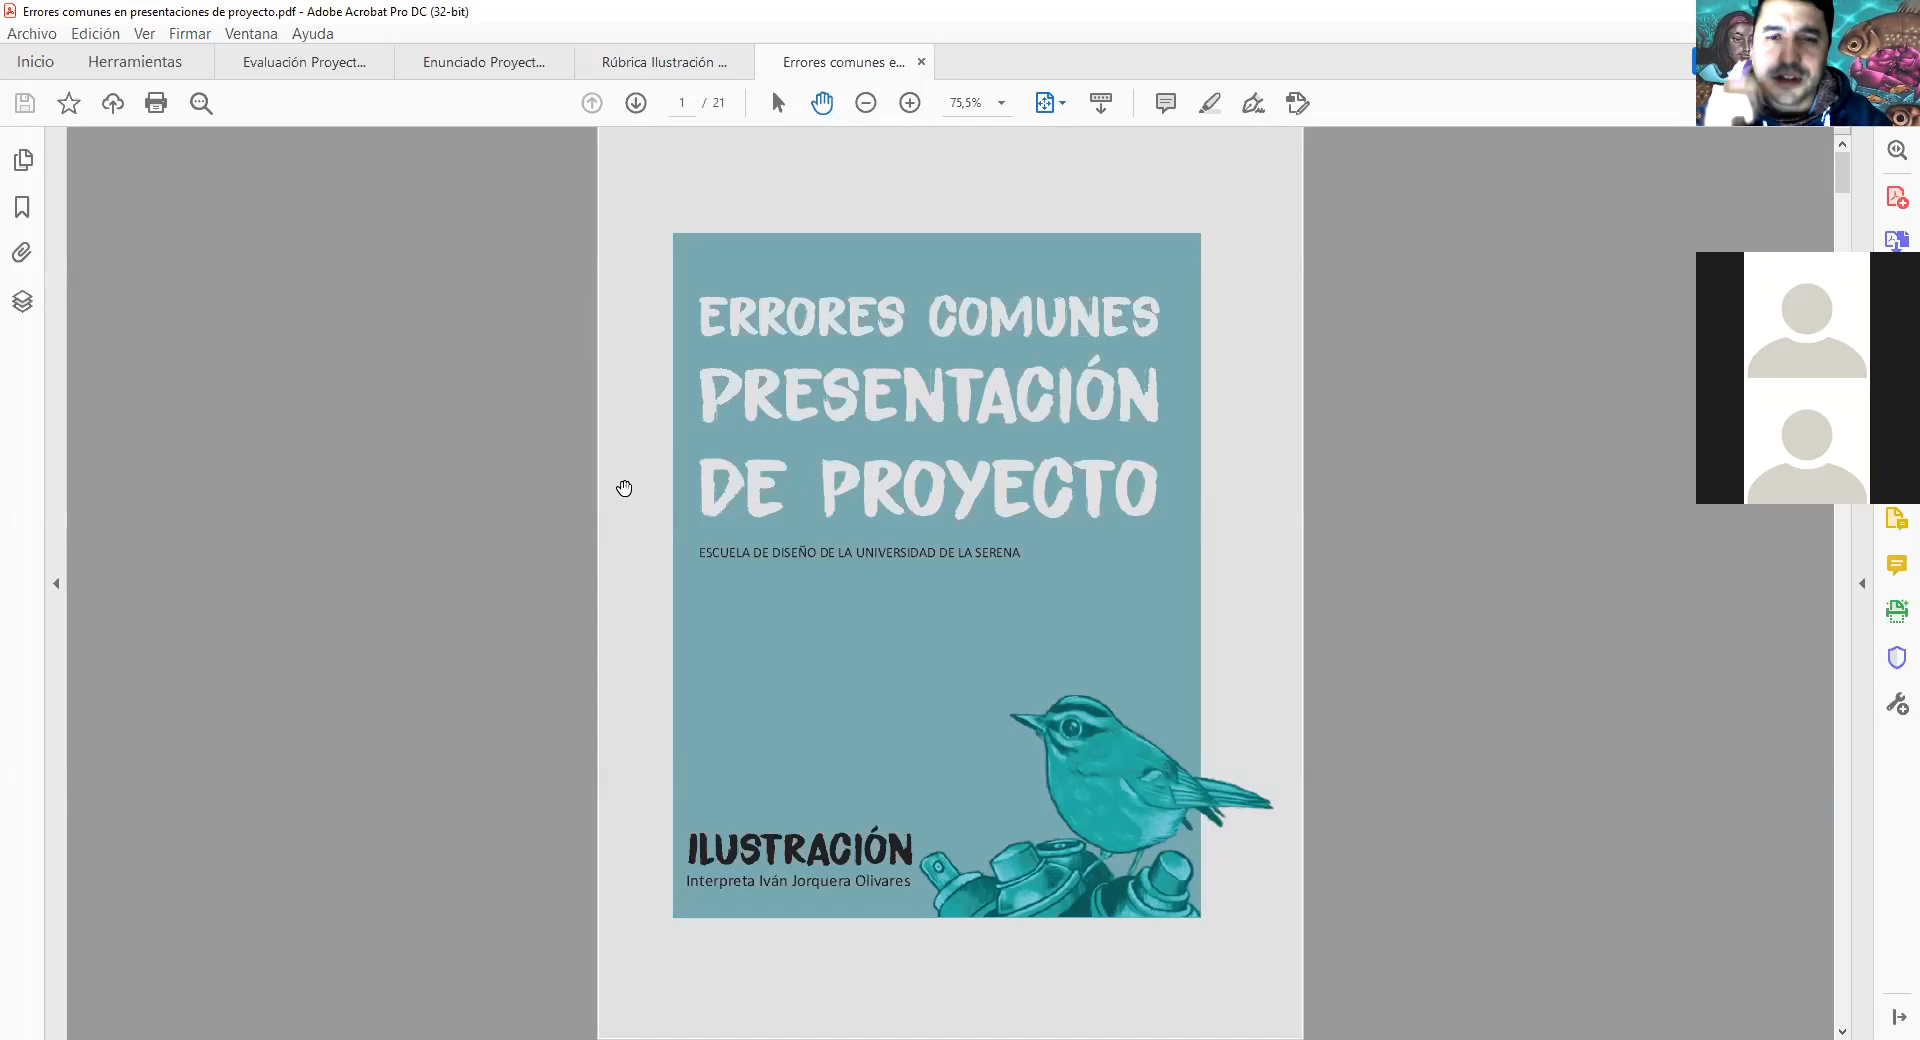 Errores comunes en presentaciones de proyecto.pdf - Adobe Acrobat Pro DC (32-bit)
Archivo Edición Ver Firmar Ventana Ayuda
Inicio Herramientas Evaluación Proyect... Enunciado Proyect... Rúbrica Ilustración ... Errores comunes e...
1 / 21 75,5%
ERRORES COMUNES
PRESENTACIÓN
DE PROYECTO
ESCUELA DE DISEÑO DE LA UNIVERSIDAD DE LA SERENA
ILUSTRACIÓN
Interpreta Iván Jorquera Olivares